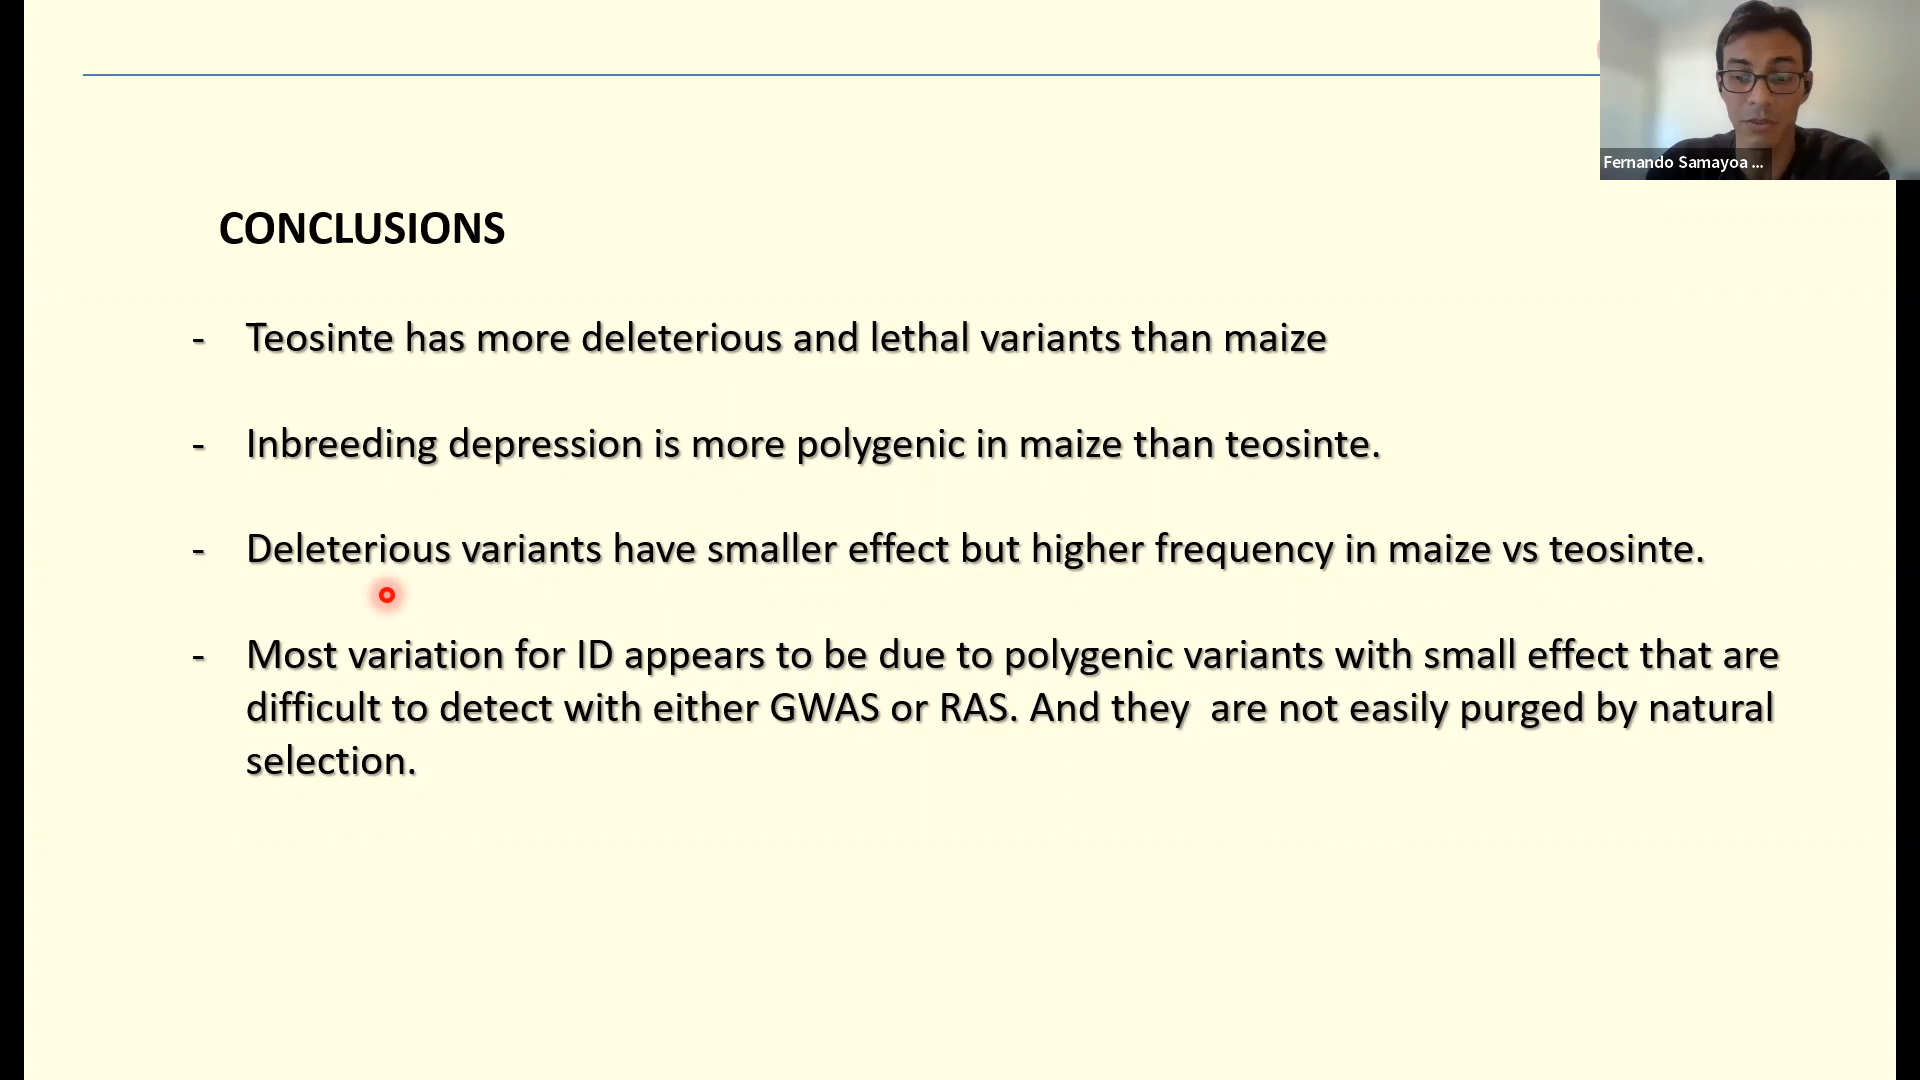 Fernando Samayoa ...
CONCLUSIONS
- Teosinte has more deleterious and lethal variants than maize
- Inbreeding depression is more polygenic in maize than teosinte.
- Deleterious variants have smaller effect but higher frequency in maize vs teosinte.
- Most variation for ID appears to be due to polygenic variants with small effect that are
difficult to detect with either GWAS or RAS. And they  are not easily purged by natural
selection.